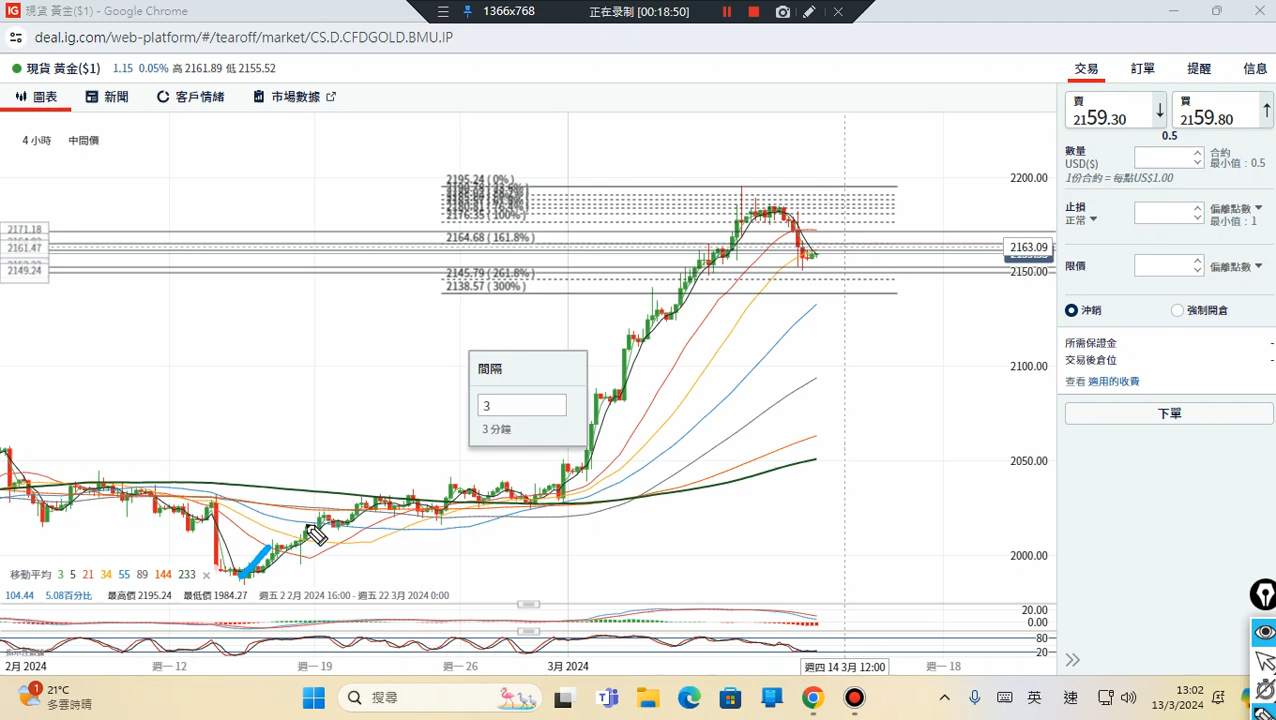 現貨 黃金($1) - Google Chrome
1366x768
正在录制 [00:18:50]
deal.ig.com/web-platform/#/tearoff/market/CS.D.CFDGOLD.BMU.IP
現貨 黃金($1) 1.15 0.05% 高 2161.89 低 2155.52
交易 訂單 提醒 信息
圖表 新聞 客戶情緒 市場數據
賣 2159.30
買 2159.80
0.5
4 小時 中間價
數量 合約
USD($) 最小值：0.5
1份合約 = 每點US$1.00
止損 偏離點數
正常 最小值：1
限價 偏離點數
沖銷 強制開倉
所需保證金 -
交易後倉位 -
查看 適用的收費
下單
2195.24 ( 0%)
2176.35 ( 100%)
2164.68 ( 161.8%)
2145.79 ( 261.8%)
2138.57 ( 300%)
2171.18
2161.47
2149.24
2200.00
2163.09
2150.00
2100.00
2050.00
2000.00
間隔
3
3 分鐘
移動平均 3 5 21 34 55 89 144 233
104.44 5.08百分比 最高價 2195.24 最低價 1984.27 週五 2 2月 2024 16:00 - 週五 22 3月 2024 0:00
20.00
0.00
80
20
2月 2024 週一 12 週一 19 週一 26 3月 2024 週四 14 3月 12:00 週一 18
1
21°C
多雲時晴
搜尋
英 速
13:02
13/3/2024